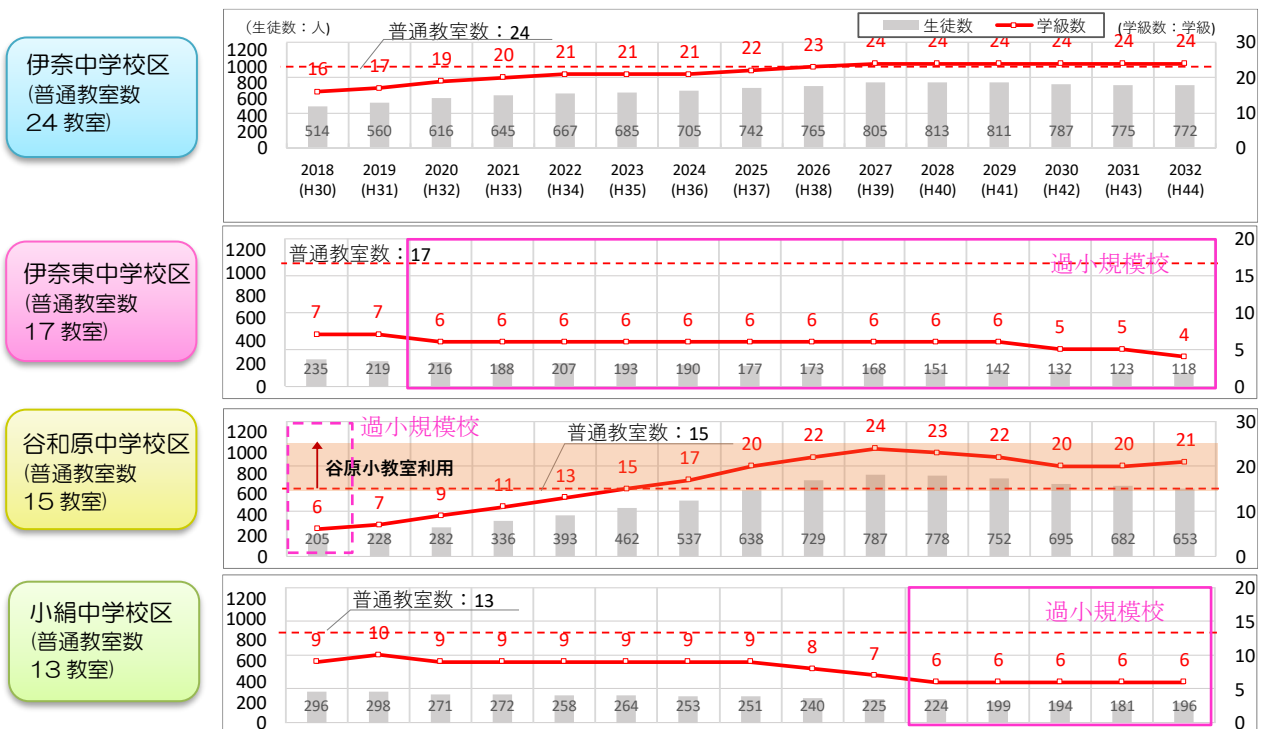 伊奈中学校区
(普通教室数
24 教室)
(生徒数：人)
普通教室数：24
生徒数 学級数
(学級数：学級)
1200
1000
800
600
400
200
0
30
20
10
0
16 17 19 20 21 21 21 22 23 24 24 24 24 24 24
514 560 616 645 667 685 705 742 765 805 813 811 787 775 772
2018 2019 2020 2021 2022 2023 2024 2025 2026 2027 2028 2029 2030 2031 2032
(H30) (H31) (H32) (H33) (H34) (H35) (H36) (H37) (H38) (H39) (H40) (H41) (H42) (H43) (H44)
伊奈東中学校区
(普通教室数
17 教室)
普通教室数：17
過小規模校
1200
1000
800
600
400
200
0
20
15
10
5
0
7 7 6 6 6 6 6 6 6 6 6 6 5 5 4
235 219 216 188 207 193 190 177 173 168 151 142 132 123 118
谷和原中学校区
(普通教室数
15 教室)
過小規模校
普通教室数：15
谷原小教室利用
1200
1000
800
600
400
200
0
30
20
10
0
6 7 9 11 13 15 17 20 22 24 23 22 20 20 21
205 228 282 336 393 462 537 638 729 787 778 752 695 682 653
小絹中学校区
(普通教室数
13 教室)
普通教室数：13
過小規模校
1200
1000
800
600
400
200
0
20
15
10
5
0
9 10 9 9 9 9 9 9 8 7 6 6 6 6 6
296 298 271 272 258 264 253 251 240 225 224 199 194 181 196